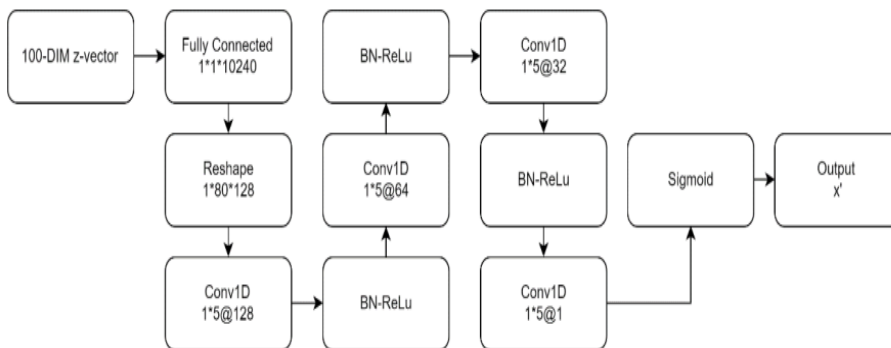 100-DIM z-vector
Fully Connected
1*1*10240
Reshape
1*80*128
Conv1D
1*5@128
BN-ReLu
Conv1D
1*5@64
BN-ReLu
Conv1D
1*5@32
BN-ReLu
Conv1D
1*5@1
Sigmoid
Output
x'